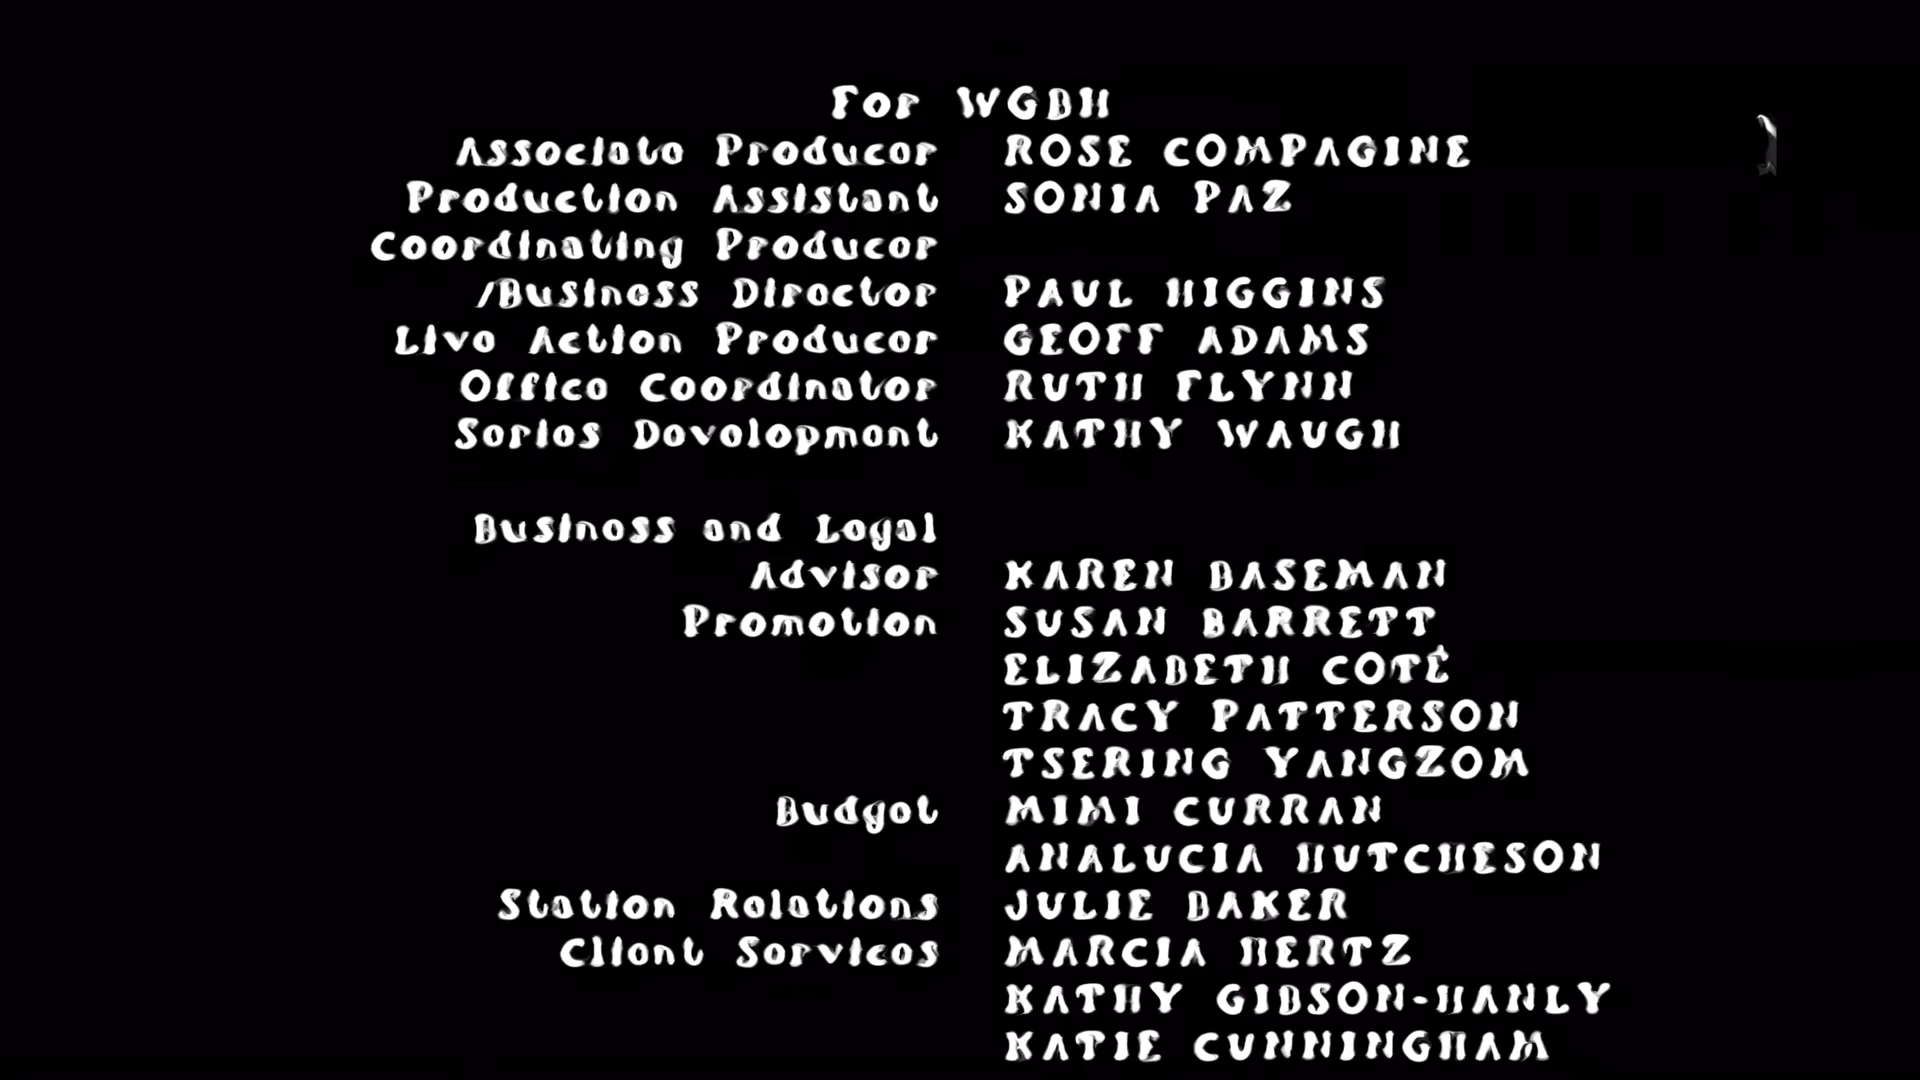 For WGBH
Associate Producer ROSE COMPAGINE
Production Assistant SONIA PAZ
Coordinating Producer
/Business Director PAUL HIGGINS
Live Action Producer GEOFF ADAMS
Office Coordinator RUTH FLYNN
Series Development KATHY WAUGH
Business and Legal
Advisor KAREN BASEMAN
Promotion SUSAN BARRETT
ELIZABETH COTÉ
TRACY PATTERSON
TSERING YANGZOM
Budget MIMI CURRAN
ANALUCIA HUTCHESON
Station Relations JULIE BAKER
Client Services MARCIA HERTZ
KATHY GIBSON-HANLY
KATIE CUNNINGHAM